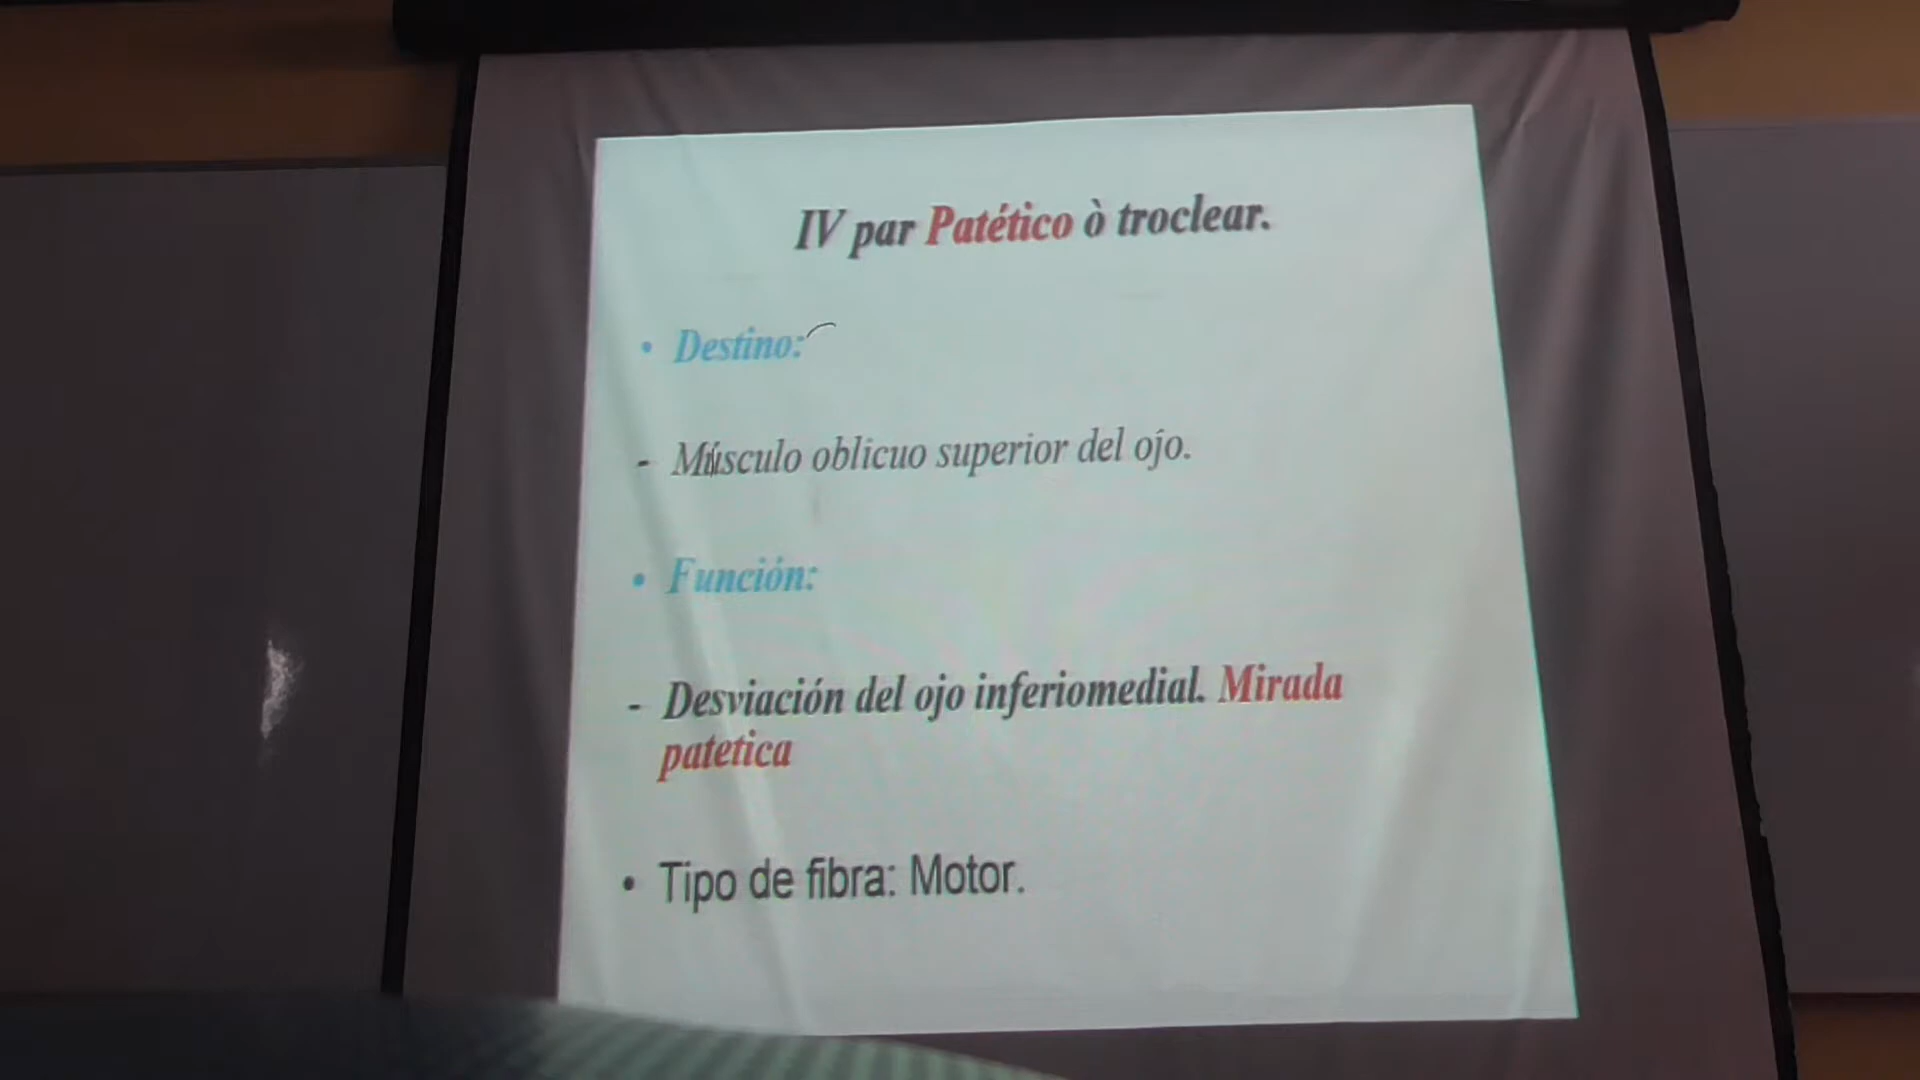 IV par Patético ò troclear.
• Destino:
- Músculo oblicuo superior del ojo.
• Función:
- Desviación del ojo inferiomedial. Mirada
patetica
• Tipo de fibra: Motor.